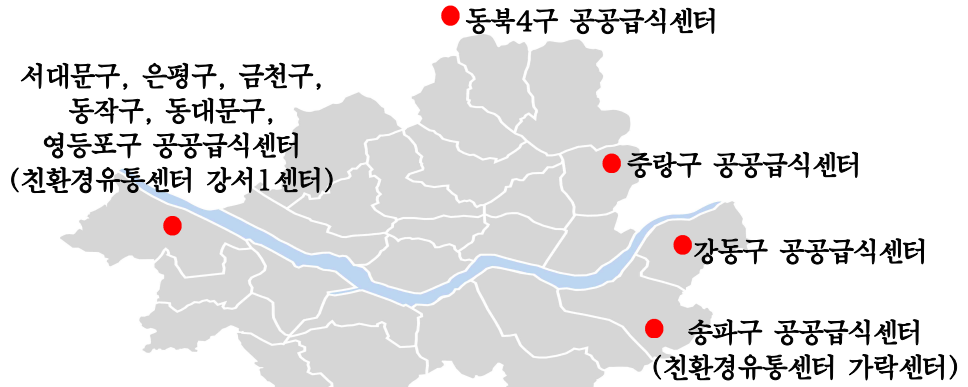 동북4구 공공급식센터
서대문구, 은평구, 금천구,
동작구, 동대문구,
영등포구 공공급식센터
(친환경유통센터 강서1센터)
중랑구 공공급식센터
강동구 공공급식센터
송파구 공공급식센터
(친환경유통센터 가락센터)